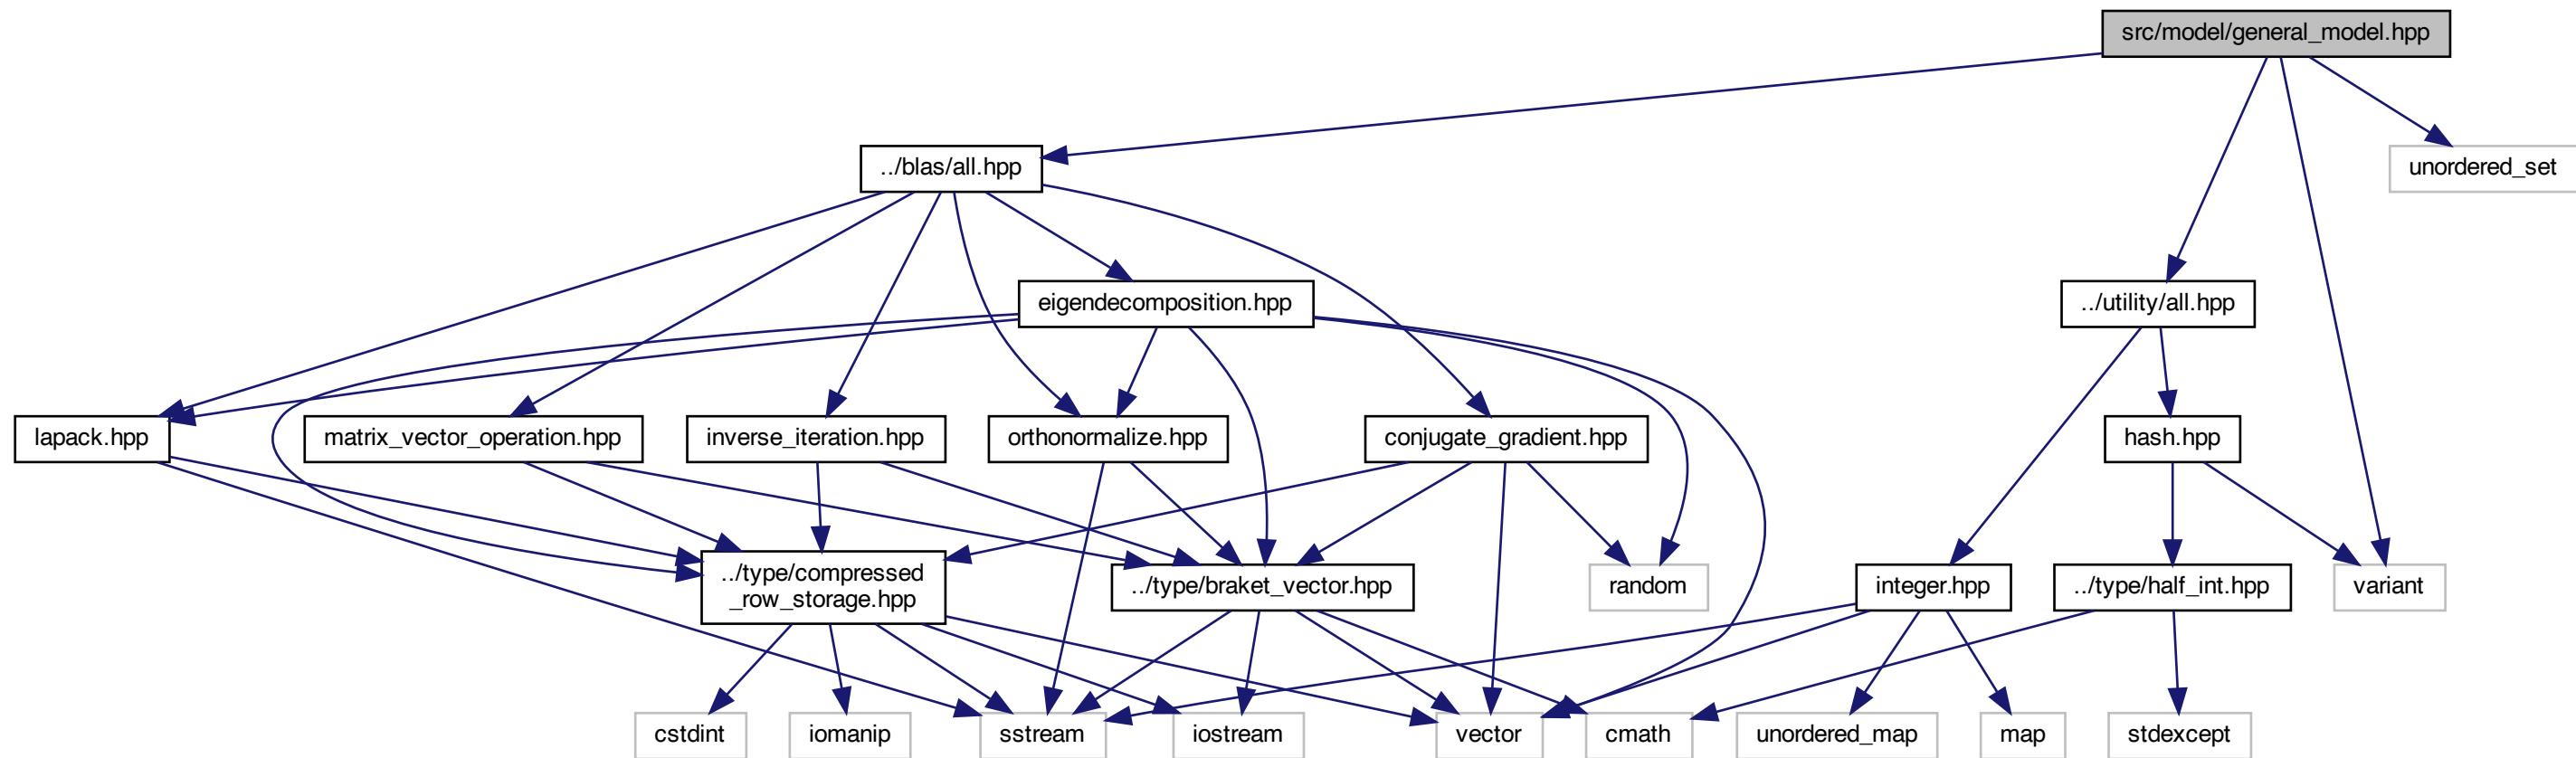 src/model/general_model.hpp
../blas/all.hpp
unordered_set
eigendecomposition.hpp
../utility/all.hpp
lapack.hpp
matrix_vector_operation.hpp
inverse_iteration.hpp
orthonormalize.hpp
conjugate_gradient.hpp
hash.hpp
../type/compressed
_row_storage.hpp
../type/braket_vector.hpp
random
integer.hpp
../type/half_int.hpp
variant
cstdint
iomanip
sstream
iostream
vector
cmath
unordered_map
map
stdexcept